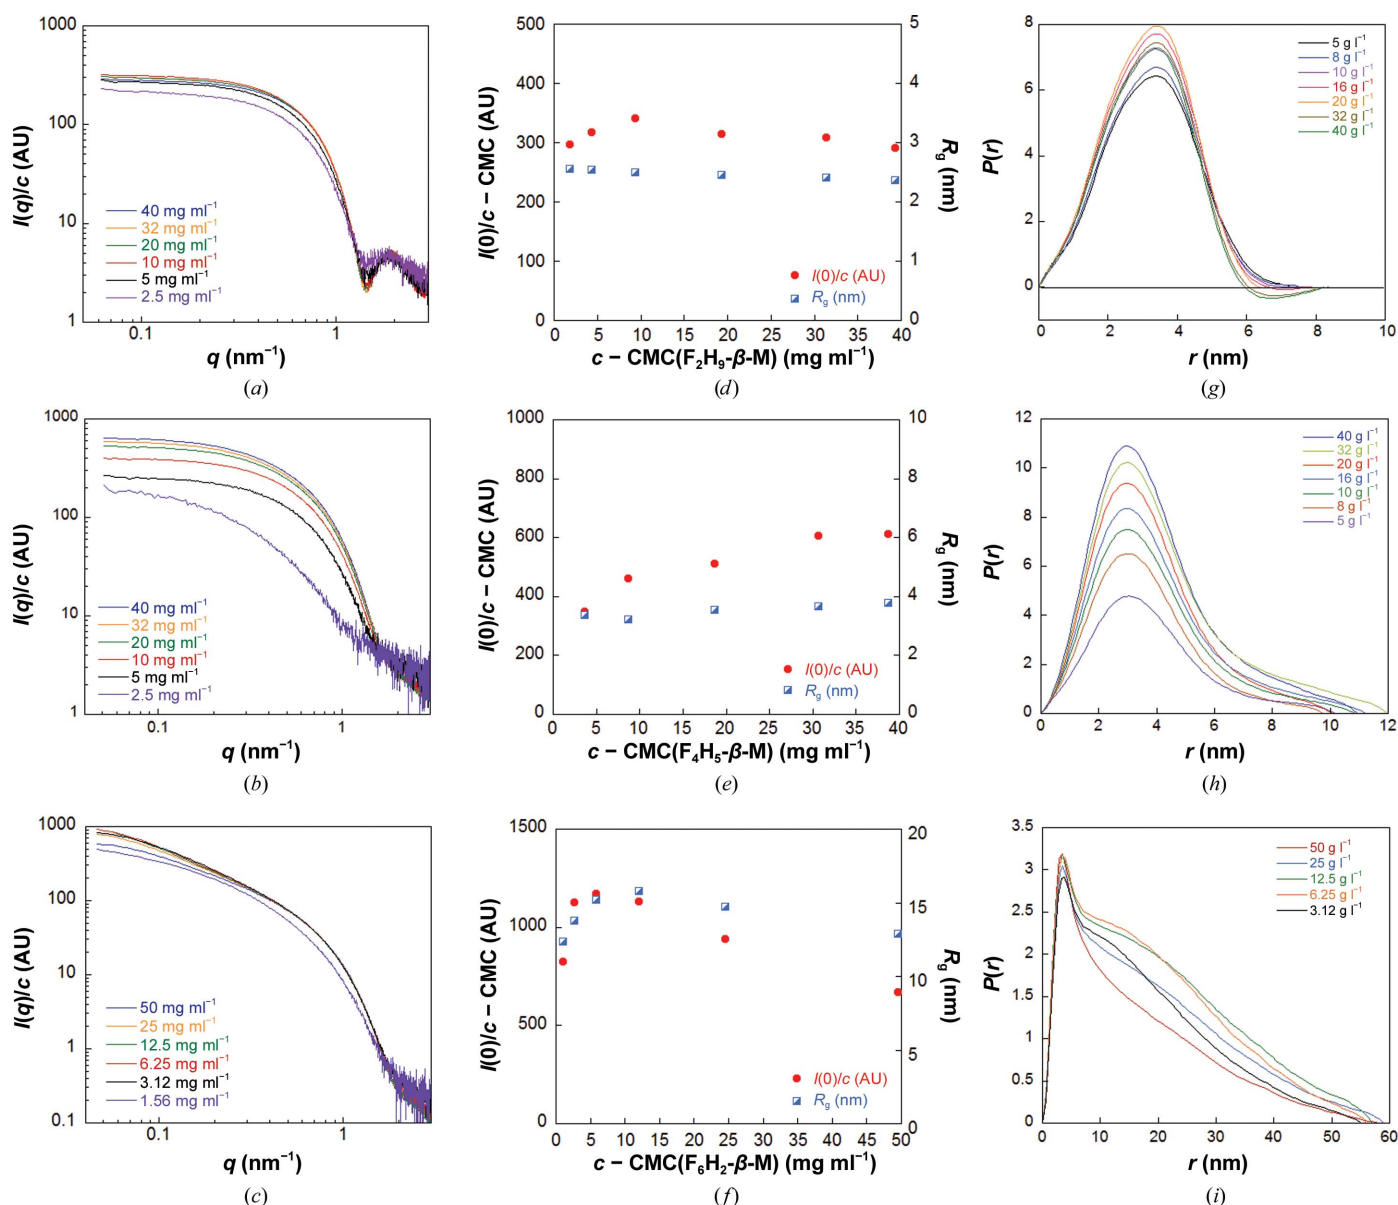 1000
100
10
1
0.1
1
I(q)/c (AU)
q (nm⁻¹)
40 mg ml⁻¹
32 mg ml⁻¹
20 mg ml⁻¹
10 mg ml⁻¹
5 mg ml⁻¹
2.5 mg ml⁻¹
(a)
500
400
300
200
100
0
0 5 10 15 20 25 30 35 40
5
4
3
2
1
0
I(0)/c − CMC (AU)
Rg (nm)
I(0)/c (AU)
Rg (nm)
c − CMC(F₂H₉-β-M) (mg ml⁻¹)
(d)
8
6
4
2
0
0 2 4 6 8 10
P(r)
r (nm)
5 g l⁻¹
8 g l⁻¹
10 g l⁻¹
16 g l⁻¹
20 g l⁻¹
32 g l⁻¹
40 g l⁻¹
(g)
1000
100
10
1
0.1 1
I(q)/c (AU)
q (nm⁻¹)
40 mg ml⁻¹
32 mg ml⁻¹
20 mg ml⁻¹
10 mg ml⁻¹
5 mg ml⁻¹
2.5 mg ml⁻¹
(b)
1000
800
600
400
200
0
0 5 10 15 20 25 30 35 40
10
8
6
4
2
0
I(0)/c − CMC (AU)
Rg (nm)
I(0)/c (AU)
Rg (nm)
c − CMC(F₄H₅-β-M) (mg ml⁻¹)
(e)
12
10
8
6
4
2
0
0 2 4 6 8 10 12
P(r)
r (nm)
40 g l⁻¹
32 g l⁻¹
20 g l⁻¹
16 g l⁻¹
10 g l⁻¹
8 g l⁻¹
5 g l⁻¹
(h)
1000
100
10
1
0.1
0.1 1
I(q)/c (AU)
q (nm⁻¹)
50 mg ml⁻¹
25 mg ml⁻¹
12.5 mg ml⁻¹
6.25 mg ml⁻¹
3.12 mg ml⁻¹
1.56 mg ml⁻¹
(c)
1500
1000
500
0
0 5 10 15 20 25 30 35 40 45 50
20
15
10
5
0
I(0)/c − CMC (AU)
Rg (nm)
I(0)/c (AU)
Rg (nm)
c − CMC(F₆H₂-β-M) (mg ml⁻¹)
(f)
3.5
3
2.5
2
1.5
1
0.5
0
0 10 20 30 40 50 60
P(r)
r (nm)
50 g l⁻¹
25 g l⁻¹
12.5 g l⁻¹
6.25 g l⁻¹
3.12 g l⁻¹
(i)